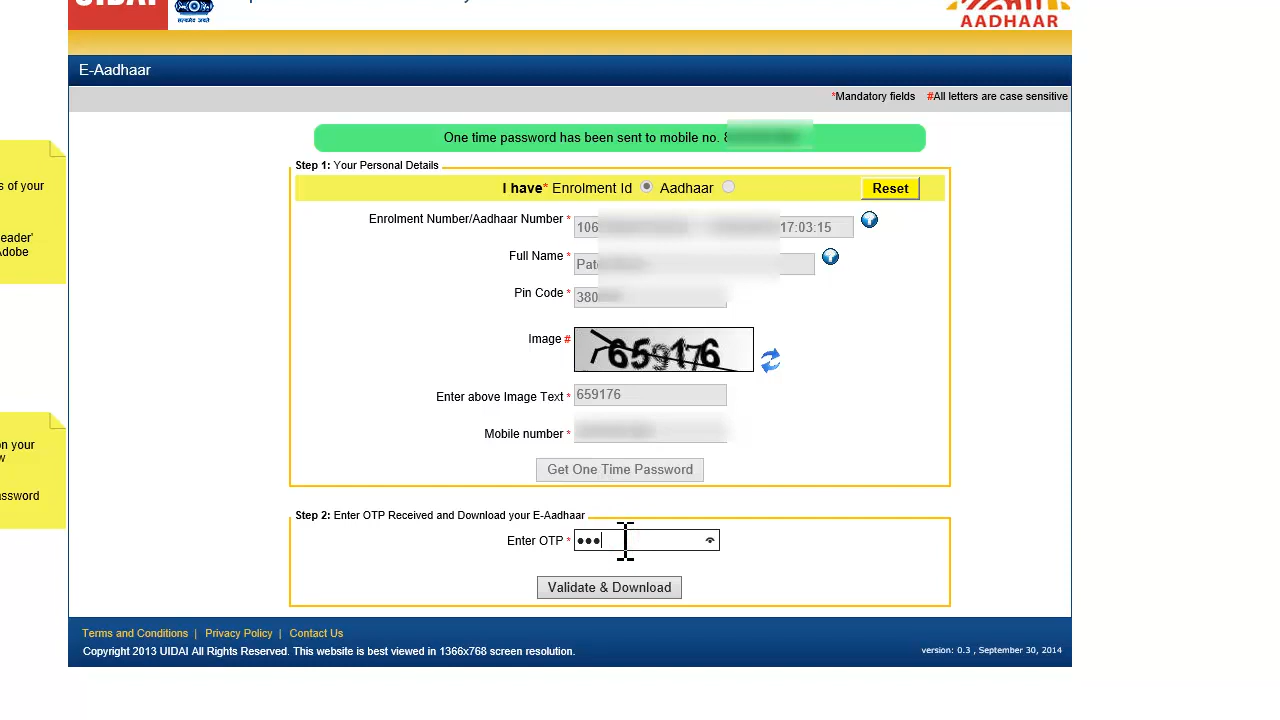 UIDAI
सत्यमेव जयते
AADHAAR
E-Aadhaar
*Mandatory fields #All letters are case sensitive
One time password has been sent to mobile no. 8
s of your
eader'
Adobe
on your
w
assword
Step 1: Your Personal Details
I have* Enrolment Id Aadhaar Reset
Enrolment Number/Aadhaar Number * 106 17:03:15
Full Name * Pat
Pin Code * 380
Image # 659176
Enter above Image Text * 659176
Mobile number *
Get One Time Password
Step 2: Enter OTP Received and Download your E-Aadhaar
Enter OTP * •••
Validate & Download
Terms and Conditions | Privacy Policy | Contact Us
Copyright 2013 UIDAI All Rights Reserved. This website is best viewed in 1366x768 screen resolution.
version: 0.3 , September 30, 2014